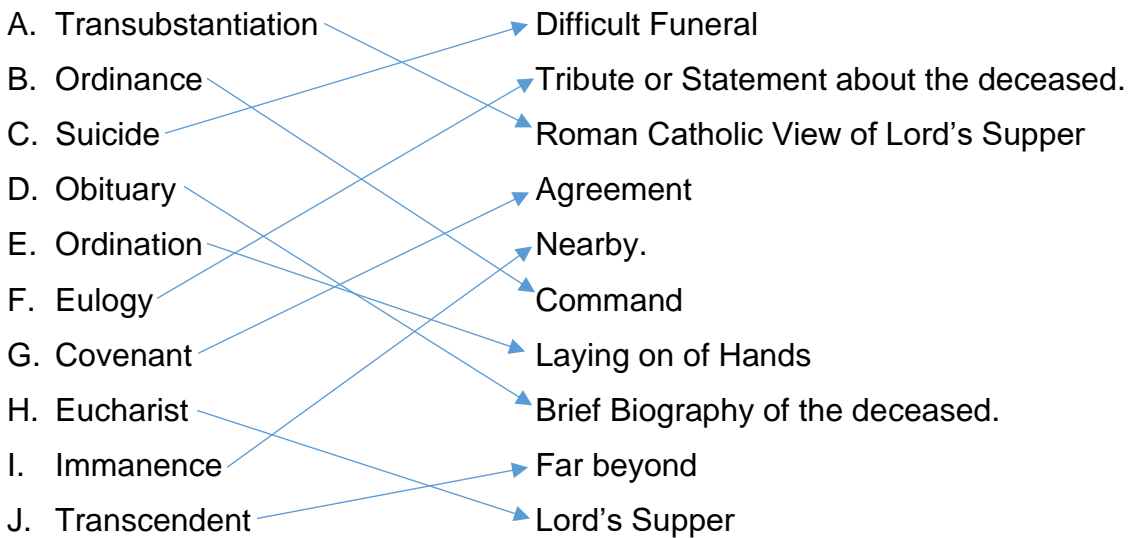 A. Transubstantiation Difficult Funeral
B. Ordinance Tribute or Statement about the deceased.
C. Suicide Roman Catholic View of Lord’s Supper
D. Obituary Agreement
E. Ordination Nearby.
F. Eulogy Command
G. Covenant Laying on of Hands
H. Eucharist Brief Biography of the deceased.
I. Immanence Far beyond
J. Transcendent Lord’s Supper